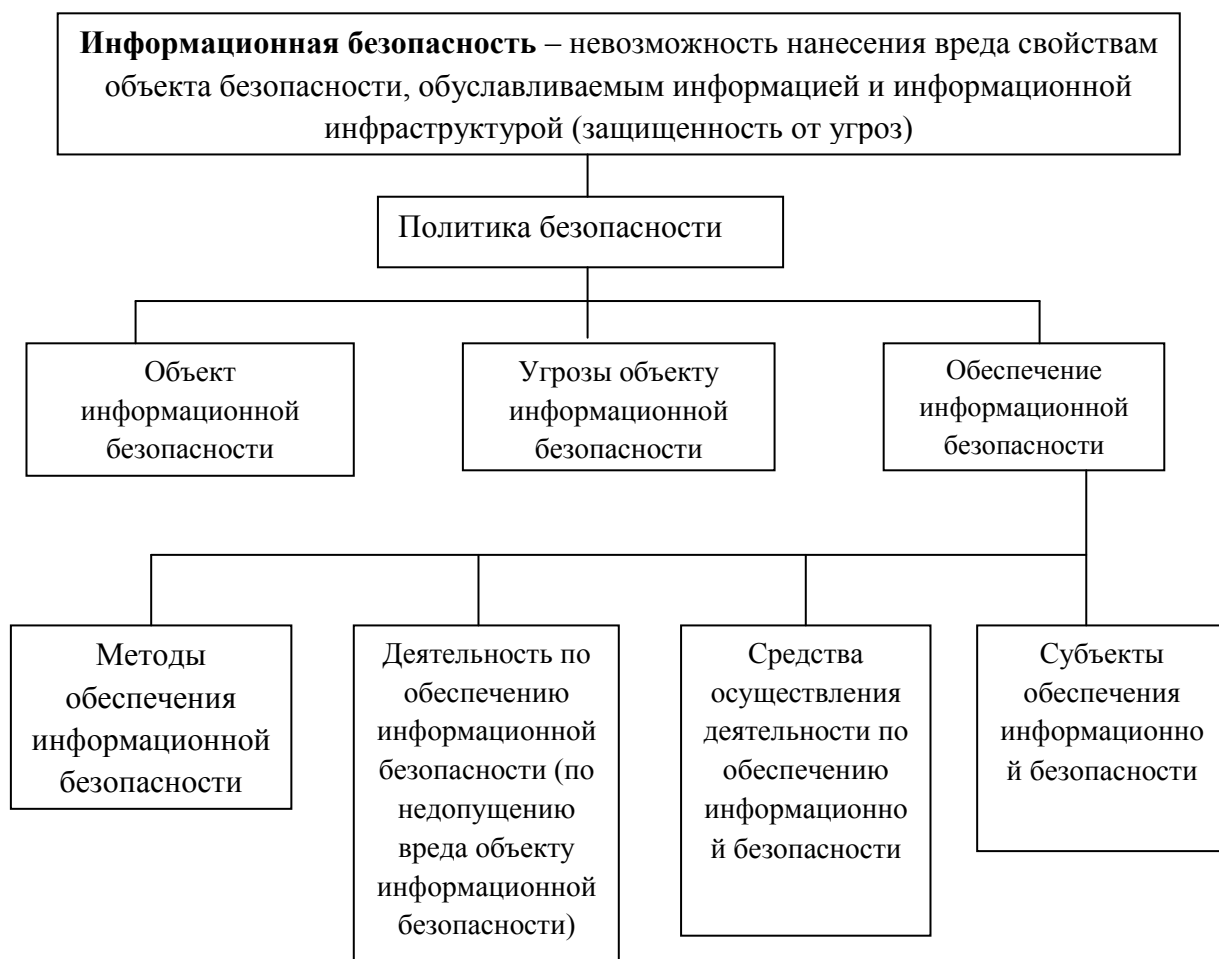 Информационная безопасность – невозможность нанесения вреда свойствам
объекта безопасности, обуславливаемым информацией и информационной
инфраструктурой (защищенность от угроз)
Политика безопасности
Объект
информационной
безопасности
Угрозы объекту
информационной
безопасности
Обеспечение
информационной
безопасности
Методы
обеспечения
информационной
безопасности
Деятельность по
обеспечению
информационной
безопасности (по
недопущению
вреда объекту
информационной
безопасности)
Средства
осуществления
деятельности по
обеспечению
информационно
й безопасности
Субъекты
обеспечения
информационно
й безопасности